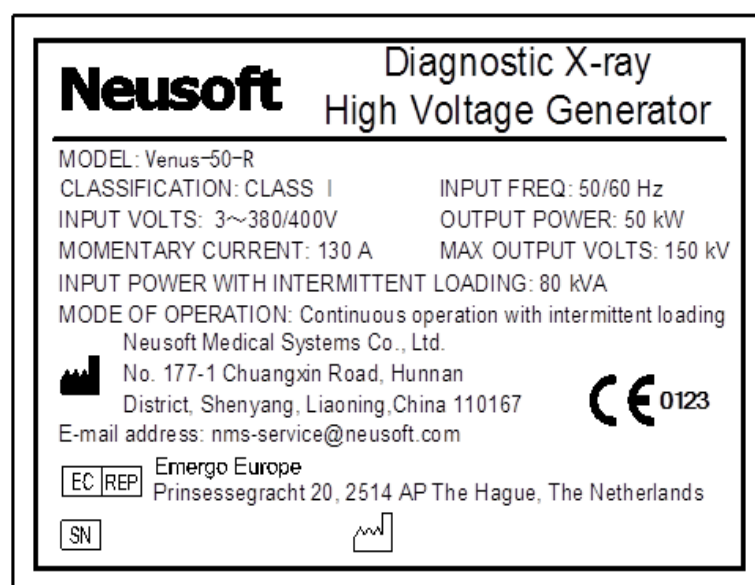 Neusoft
Diagnostic X-ray
High Voltage Generator
MODEL: Venus-50-R
CLASSIFICATION: CLASS I INPUT FREQ: 50/60 Hz
INPUT VOLTS: 3~380/400V OUTPUT POWER: 50 kW
MOMENTARY CURRENT: 130 A MAX OUTPUT VOLTS: 150 kV
INPUT POWER WITH INTERMITTENT LOADING: 80 kVA
MODE OF OPERATION: Continuous operation with intermittent loading
Neusoft Medical Systems Co., Ltd.
No. 177-1 Chuangxin Road, Hunnan
District, Shenyang, Liaoning,China 110167
CE 0123
E-mail address: nms-service@neusoft.com
EC REP Emergo Europe
Prinsessegracht 20, 2514 AP The Hague, The Netherlands
SN